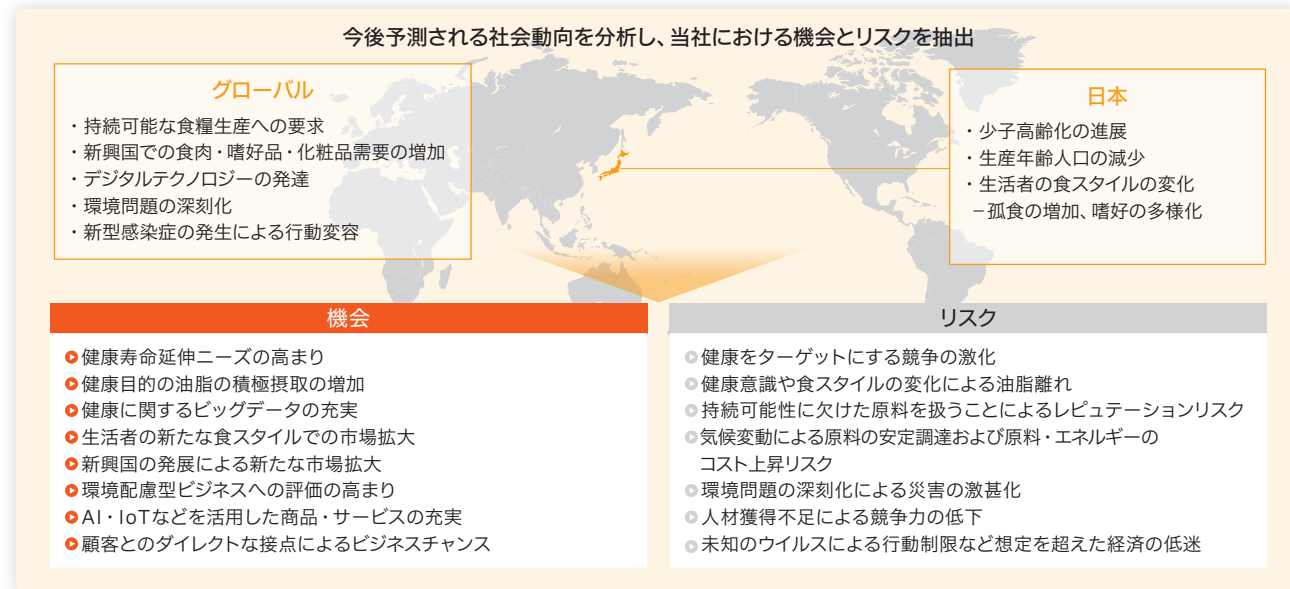 今後予測される社会動向を分析し、当社における機会とリスクを抽出
グローバル
・持続可能な食糧生産への要求
・新興国での食肉・嗜好品・化粧品需要の増加
・デジタルテクノロジーの発達
・環境問題の深刻化
・新型感染症の発生による行動変容
日本
・少子高齢化の進展
・生産年齢人口の減少
・生活者の食スタイルの変化
−孤食の増加、嗜好の多様化
機会
健康寿命延伸ニーズの高まり
健康目的の油脂の積極摂取の増加
健康に関するビッグデータの充実
生活者の新たな食スタイルでの市場拡大
新興国の発展による新たな市場拡大
環境配慮型ビジネスへの評価の高まり
AI・IoTなどを活用した商品・サービスの充実
顧客とのダイレクトな接点によるビジネスチャンス
リスク
健康をターゲットにする競争の激化
健康意識や食スタイルの変化による油脂離れ
持続可能性に欠けた原料を扱うことによるレピュテーションリスク
気候変動による原料の安定調達および原料・エネルギーの
コスト上昇リスク
環境問題の深刻化による災害の激甚化
人材獲得不足による競争力の低下
未知のウイルスによる行動制限など想定を超えた経済の低迷